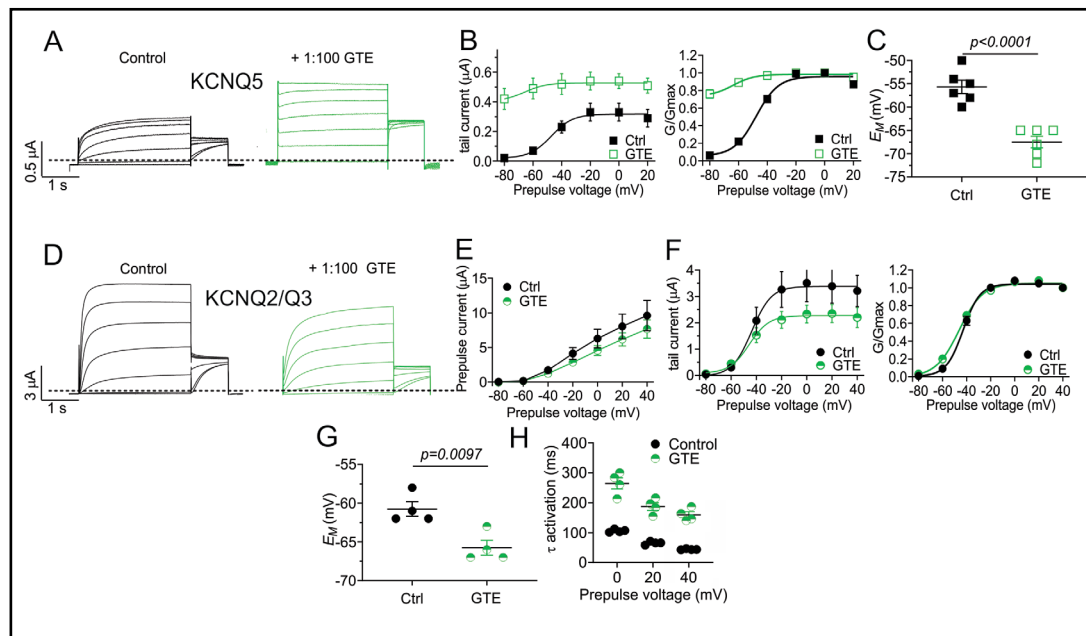 A
Control
+ 1:100 GTE
KCNQ5
0.5 µA
1 s
B
tail current (µA)
0.6
0.4
0.2
0.0
Ctrl
GTE
-80 -60 -40 -20 0 20
Prepulse voltage (mV)
G/Gmax
1.0
0.8
0.6
0.4
0.2
0.0
Ctrl
GTE
-80 -60 -40 -20 0 20
Prepulse voltage (mV)
C
p<0.0001
EM (mV)
-50
-55
-60
-65
-70
-75
Ctrl GTE
D
Control
+ 1:100 GTE
KCNQ2/Q3
3 µA
1 s
E
Prepulse current (µA)
15
10
5
0
Ctrl
GTE
-80 -60 -40 -20 0 20 40
Prepulse voltage (mV)
F
tail current (µA)
4
3
2
1
0
Ctrl
GTE
-80 -60 -40 -20 0 20 40
Prepulse voltage (mV)
G/Gmax
1.2
1.0
0.8
0.6
0.4
0.2
0.0
Ctrl
GTE
-80 -60 -40 -20 0 20 40
Prepulse voltage (mV)
G
p=0.0097
EM (mV)
-55
-60
-65
-70
Ctrl GTE
H
Control
GTE
τ activation (ms)
400
300
200
100
0
0 20 40
Prepulse voltage (mV)